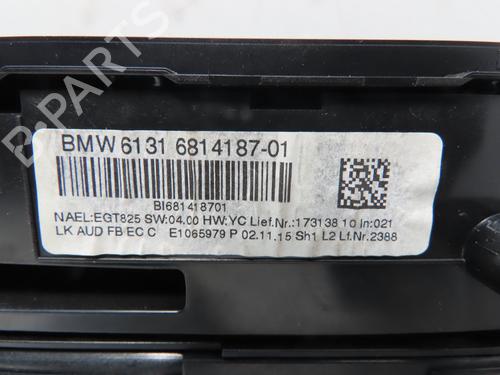 BMW 6131 6814187-01
BI681418701
NAEL:EGT825 SW:04.00 HW:YC Lief.Nr.:173138 10 In:021
LK AUD FB EC C E1065979 P 02.11.15 Sh1 L2 Lf.Nr.2388
B-PARTS
B-PARTS